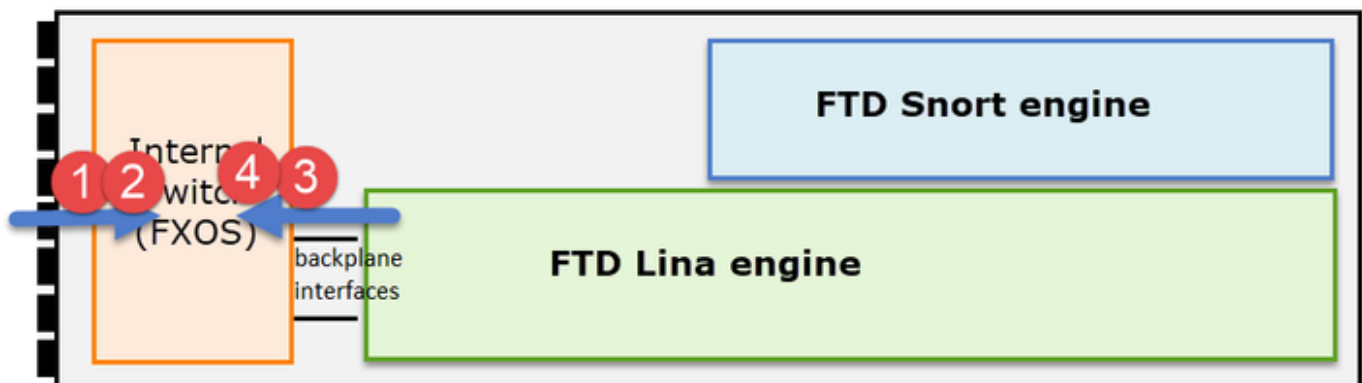 FTD Snort engine
1
2
4
3
(FXOS)
backplane
interfaces
FTD Lina engine